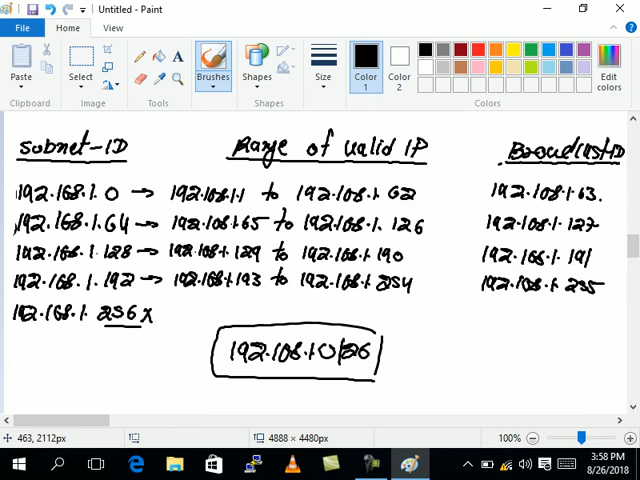 Untitled - Paint
File Home View
Paste Select Brushes Shapes Size Color 1 Color 2 Edit colors
Clipboard Image Tools Shapes Colors
Subnet-ID Range of valid IP Broadcast-ID
192.168.1.0 → 192.168.1.1 to 192.168.1.62 192.168.1.63.
192.168.1.64 → 192.168.1.65 to 192.168.1.126 192.168.1.127
192.168.1.128 → 192.168.1.129 to 192.168.1.190 192.168.1.191
192.168.1.192 → 192.168.1.193 to 192.168.1.254 192.168.1.255
192.168.1.256 x
192.168.1.0/26
463, 2112px 4888 × 4480px 100%
3:58 PM
8/26/2018